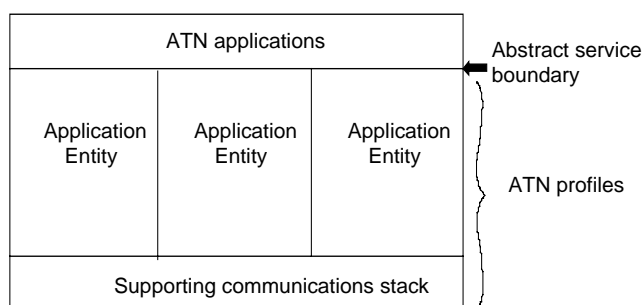 ATN applications
Abstract service
boundary
Application
Entity
Application
Entity
Application
Entity
ATN profiles
Supporting communications stack